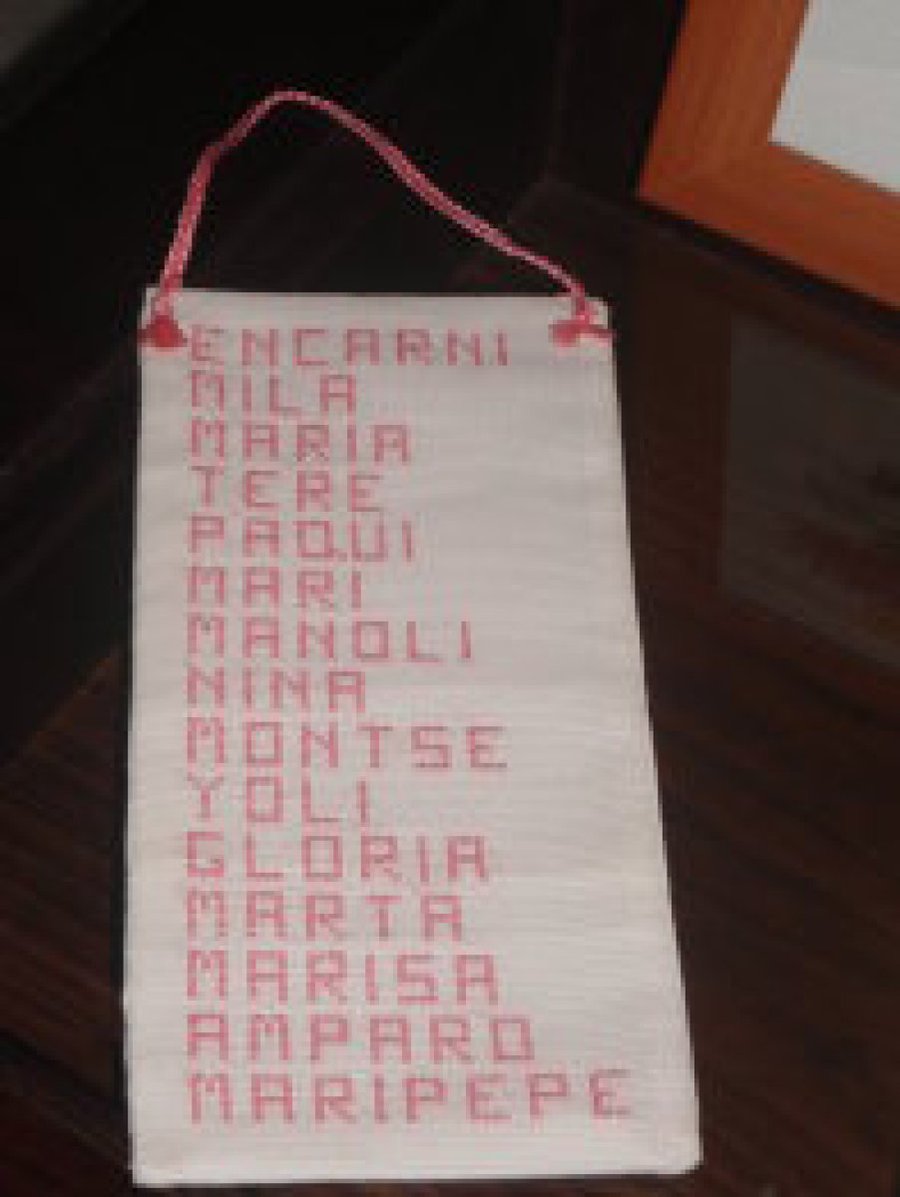 ENCARNI
MILA
MARIA
TERE
PAQUI
MARI
MANOLI
NINA
MONTSE
YOLI
GLORIA
MARTA
MARISA
AMPARO
MARIPEPE